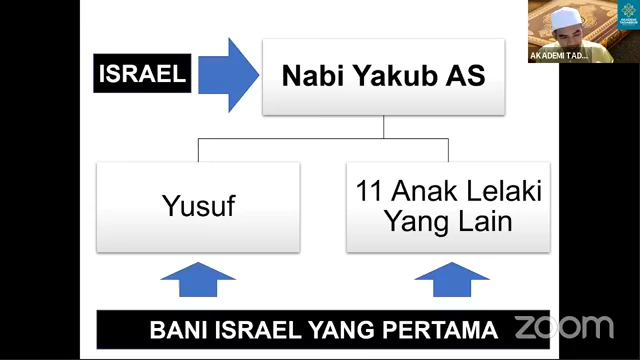 ISRAEL
Nabi Yakub AS
AKADEMI TAD...
Yusuf
11 Anak Lelaki
Yang Lain
BANI ISRAEL YANG PERTAMA
zoom